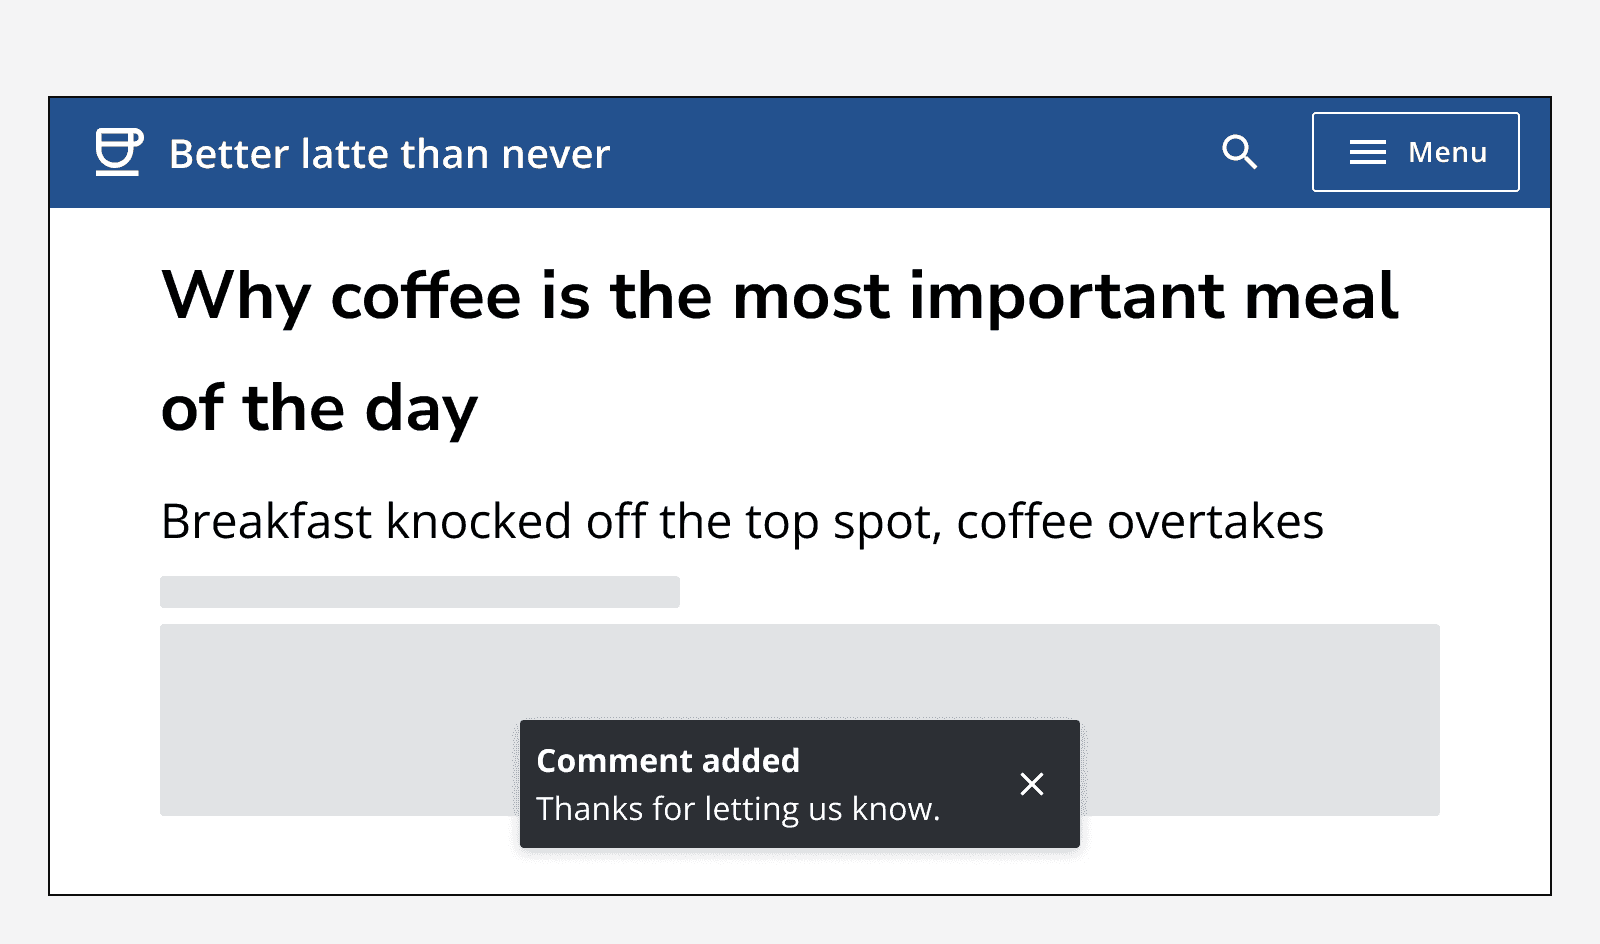 Better latte than never
Menu
Why coffee is the most important meal
of the day
Breakfast knocked off the top spot, coffee overtakes
Comment added
Thanks for letting us know.